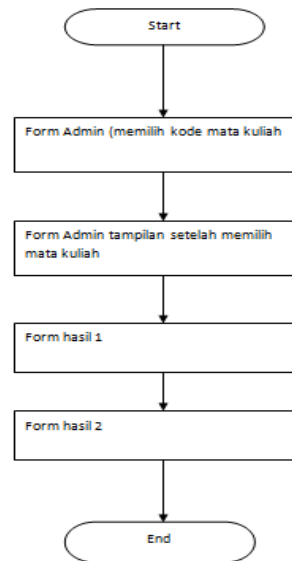 Start
Form Admin (memilih kode mata kuliah
Form Admin tampilan setelah memilih
mata kuliah
Form hasil 1
Form hasil 2
End